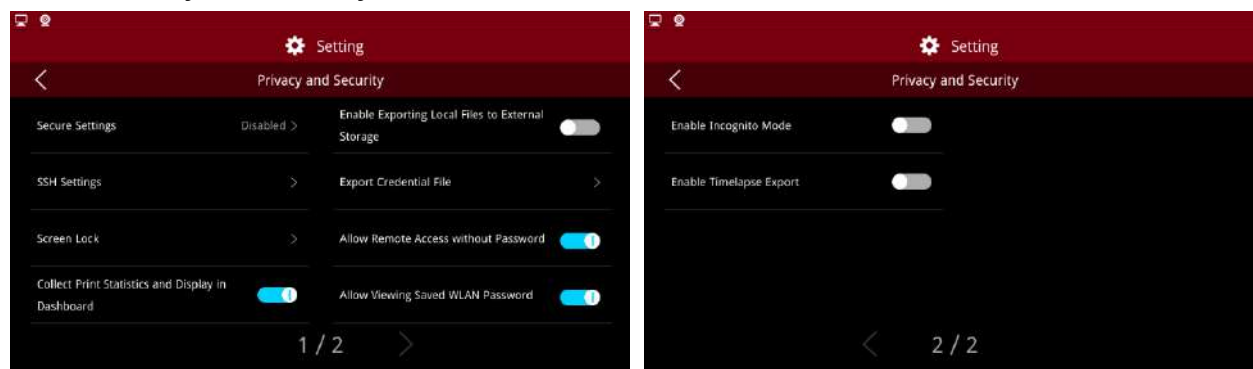 Setting
Privacy and Security
Secure Settings
Disabled >
Enable Exporting Local Files to External
Storage
SSH Settings
>
Export Credential File
>
Screen Lock
>
Allow Remote Access without Password
Collect Print Statistics and Display in
Dashboard
Allow Viewing Saved WLAN Password
1 / 2 >
Setting
Privacy and Security
Enable Incognito Mode
Enable Timelapse Export
< 2 / 2